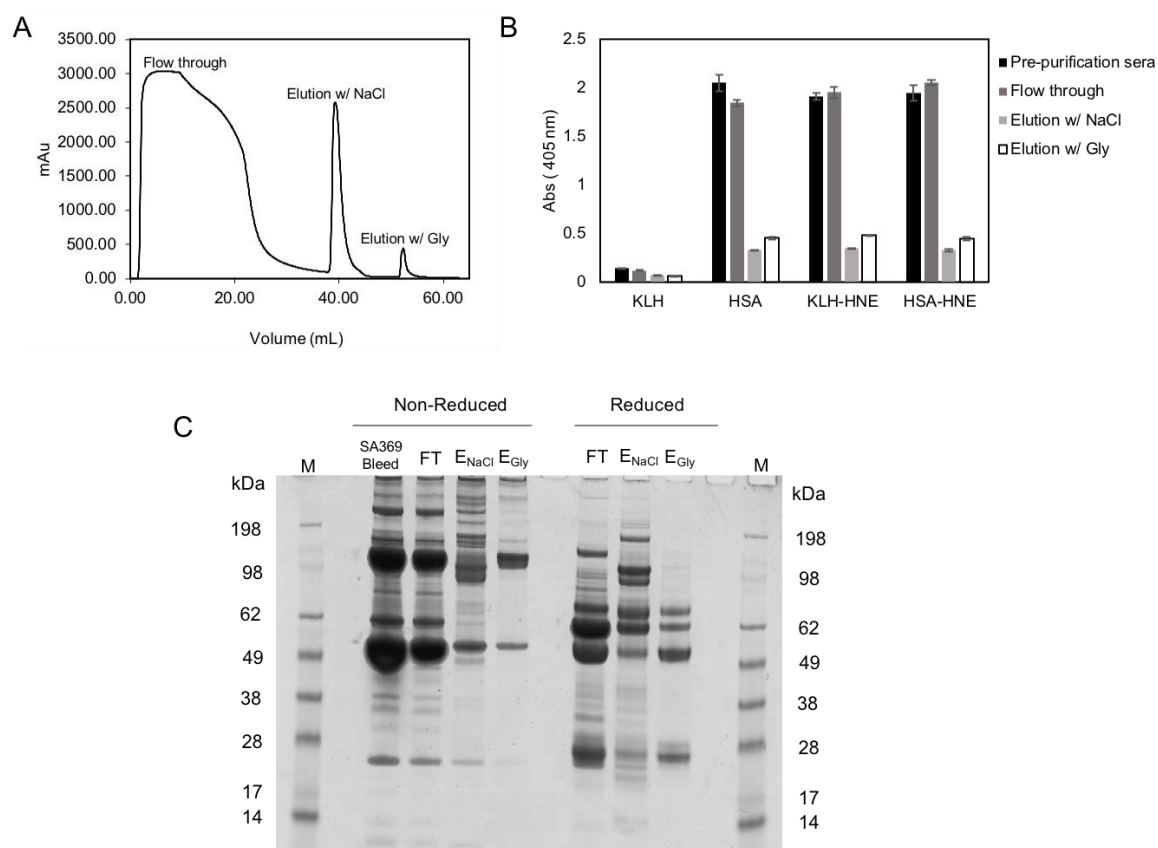 A
3500.00
3000.00
2500.00
2000.00
1500.00
1000.00
500.00
0.00
mAu
Flow through
Elution w/ NaCl
Elution w/ Gly
0.00 20.00 40.00 60.00
Volume (mL)
B
2.5
2
1.5
1
0.5
0
Abs ( 405 nm)
KLH HSA KLH-HNE HSA-HNE
Pre-purification sera
Flow through
Elution w/ NaCl
Elution w/ Gly
C
Non-Reduced Reduced
M SA369 Bleed FT ENaCl EGly FT ENaCl EGly M
kDa kDa
198 198
98 98
62 62
49 49
38 38
28 28
17 17
14 14